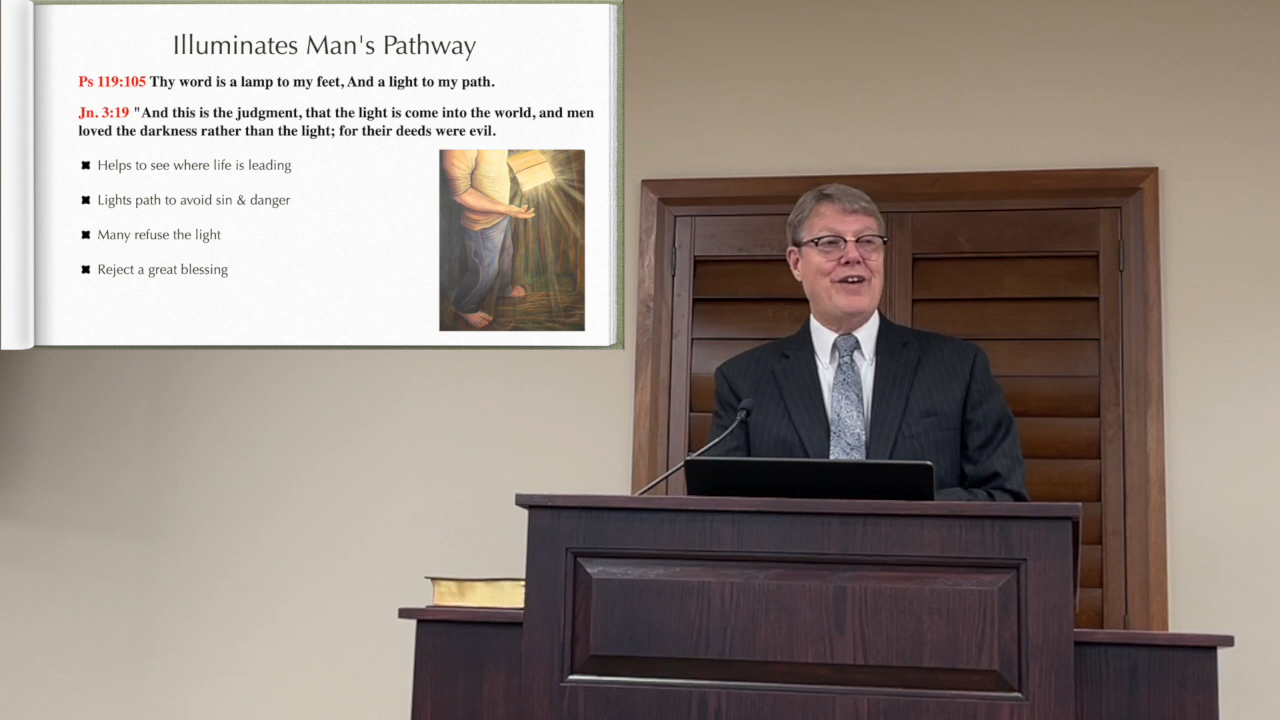 Illuminates Man's Pathway
Ps 119:105 Thy word is a lamp to my feet, And a light to my path.
Jn. 3:19 "And this is the judgment, that the light is come into the world, and men
loved the darkness rather than the light; for their deeds were evil.
Helps to see where life is leading
Lights path to avoid sin & danger
Many refuse the light
Reject a great blessing